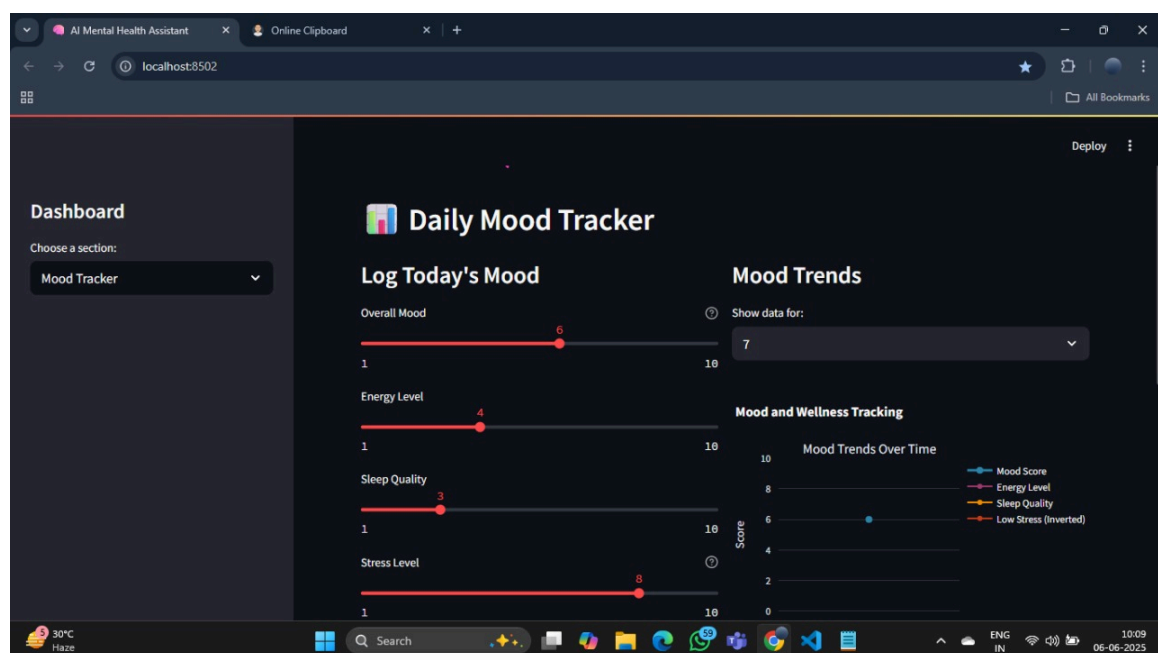 AI Mental Health Assistant
Online Clipboard
localhost:8502
All Bookmarks
Deploy
Dashboard
Choose a section:
Mood Tracker
Daily Mood Tracker
Log Today's Mood
Overall Mood
6
1 10
Energy Level
4
1 10
Sleep Quality
3
1 10
Stress Level
8
1 10
Mood Trends
Show data for:
7
Mood and Wellness Tracking
Mood Trends Over Time
10
8
6
4
2
0
Score
Mood Score
Energy Level
Sleep Quality
Low Stress (Inverted)
5
30°C
Haze
Search
59
ENG
IN
10:09
06-06-2025